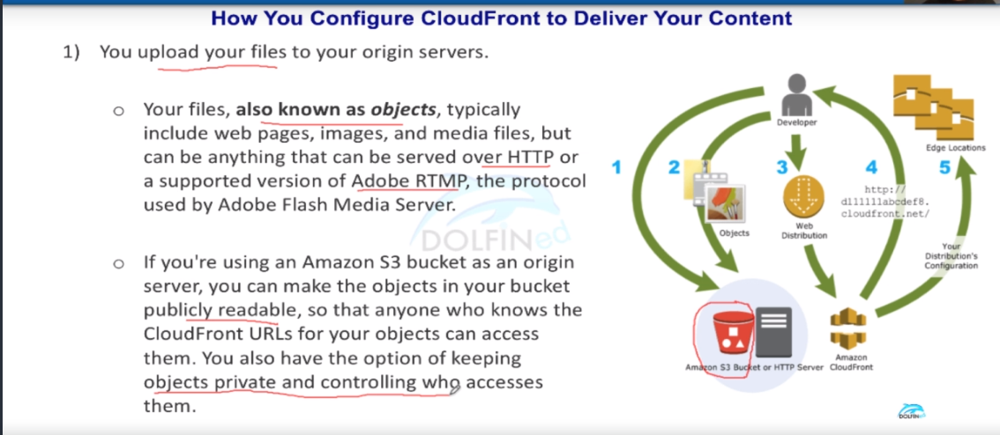 How You Configure CloudFront to Deliver Your Content
1) You upload your files to your origin servers.
o Your files, also known as objects, typically
include web pages, images, and media files, but
can be anything that can be served over HTTP or
a supported version of Adobe RTMP, the protocol
used by Adobe Flash Media Server.
DOLFINed
o If you're using an Amazon S3 bucket as an origin
server, you can make the objects in your bucket
publicly readable, so that anyone who knows the
CloudFront URLs for your objects can access
them. You also have the option of keeping
objects private and controlling who accesses
them.
Developer
Edge Locations
1
2
3
4
5
http://
d111111abcdef8.
cloudfront.net/
Objects
Web
Distribution
Your
Distribution's
Configuration
Amazon S3 Bucket or HTTP Server
Amazon
CloudFront
DOLFINed